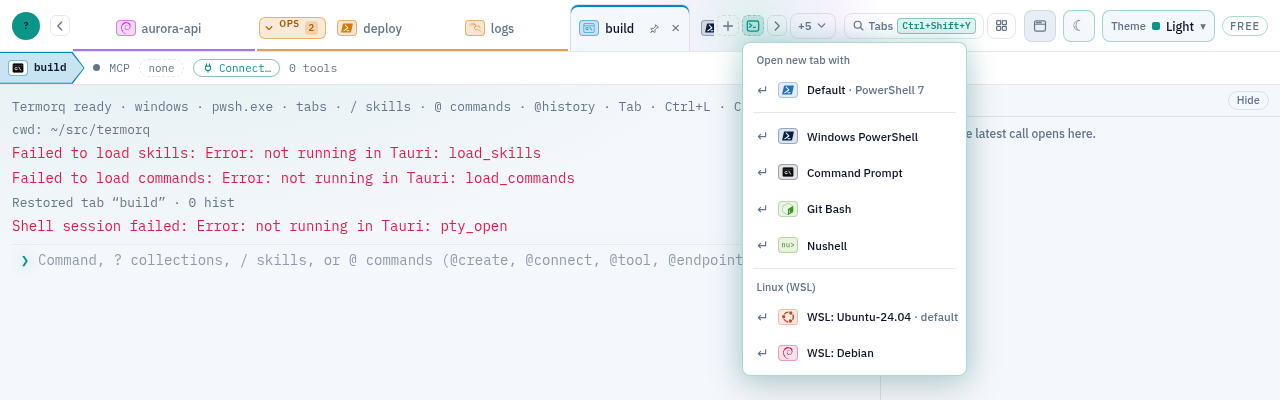 ?
aurora-api
OPS 2
deploy
logs
build
+5
Tabs Ctrl+Shift+Y
Theme Light
FREE
build
MCP
none
Connect…
0 tools
Termorq ready · windows · pwsh.exe · tabs · / skills · @ commands · @history · Tab · Ctrl+L · C
cwd: ~/src/termorq
Failed to load skills: Error: not running in Tauri: load_skills
Failed to load commands: Error: not running in Tauri: load_commands
Restored tab “build” · 0 hist
Shell session failed: Error: not running in Tauri: pty_open
❯ Command, ? collections, / skills, or @ commands (@create, @connect, @tool, @endpoint
Open new tab with
Default · PowerShell 7
Windows PowerShell
Command Prompt
Git Bash
nu> Nushell
Linux (WSL)
WSL: Ubuntu-24.04 · default
WSL: Debian
Hide
latest call opens here.